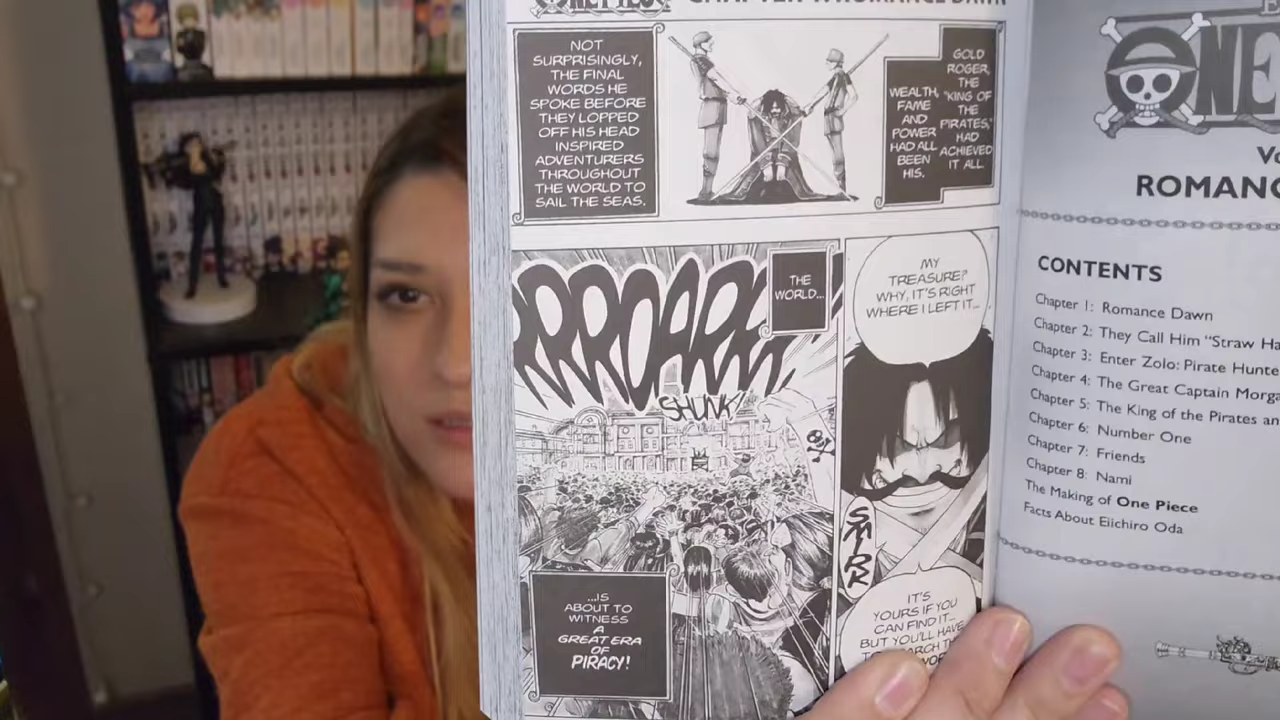 CHAPTER 1: ROMANCE DAWN
GOLD
ROGER,
THE
"KING OF
THE
PIRATES,"
HAD
ACHIEVED
IT ALL.
WEALTH,
FAME
AND
POWER
HAD ALL
BEEN
HIS.
NOT
SURPRISINGLY,
THE FINAL
WORDS HE
SPOKE BEFORE
THEY LOPPED
OFF HIS HEAD
INSPIRED
ADVENTURERS
THROUGHOUT
THE WORLD TO
SAIL THE SEAS.
MY
TREASURE?
WHY, IT'S RIGHT
WHERE I LEFT IT...
SMIRK
IT'S
YOURS IF YOU
CAN FIND IT...
BUT YOU'LL HAVE
THE
WORLD...
RRROARRR
SHUNK!
...IS
ABOUT TO
WITNESS
A
GREAT ERA
OF
PIRACY!
ONE
ROMANC
CONTENTS
Chapter 1: Romance Dawn
Chapter 2: They Call Him "Straw Ha
Chapter 3: Enter Zolo: Pirate Hunte
Chapter 4: The Great Captain Morga
Chapter 5: The King of the Pirates an
Chapter 6: Number One
Chapter 7: Friends
Chapter 8: Nami
The Making of One Piece
Facts About Eiichiro Oda